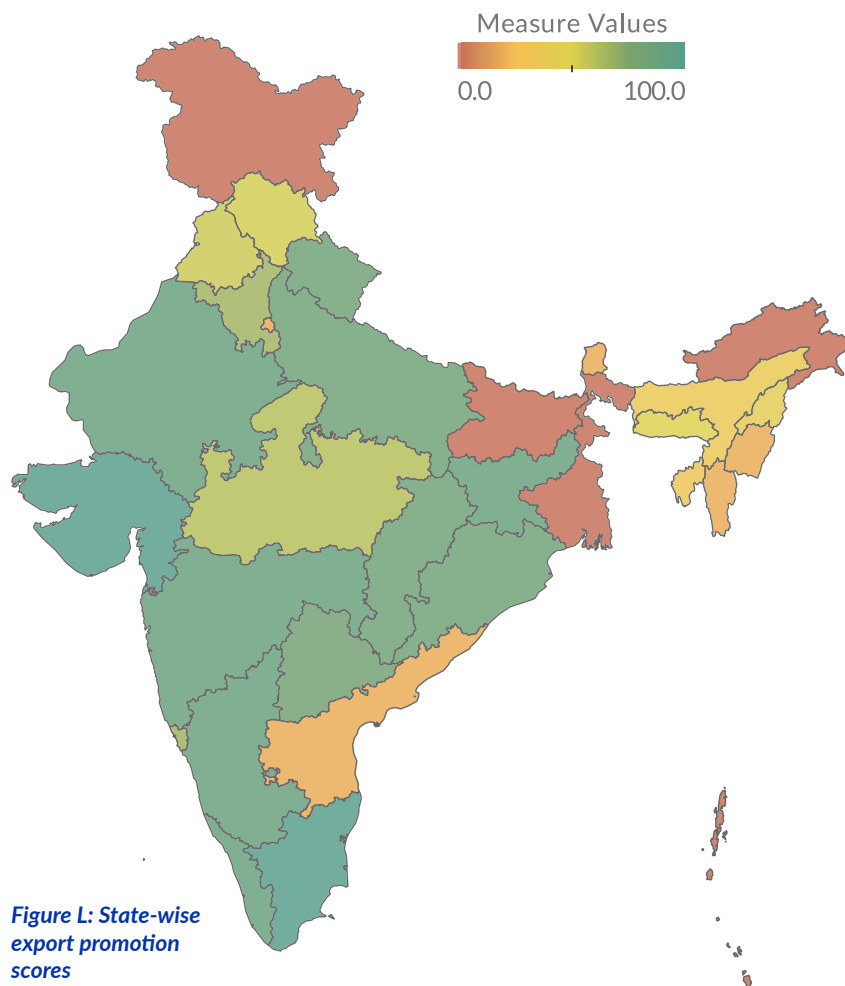 Measure Values
0.0 100.0
Figure L: State-wise
export promotion
scores